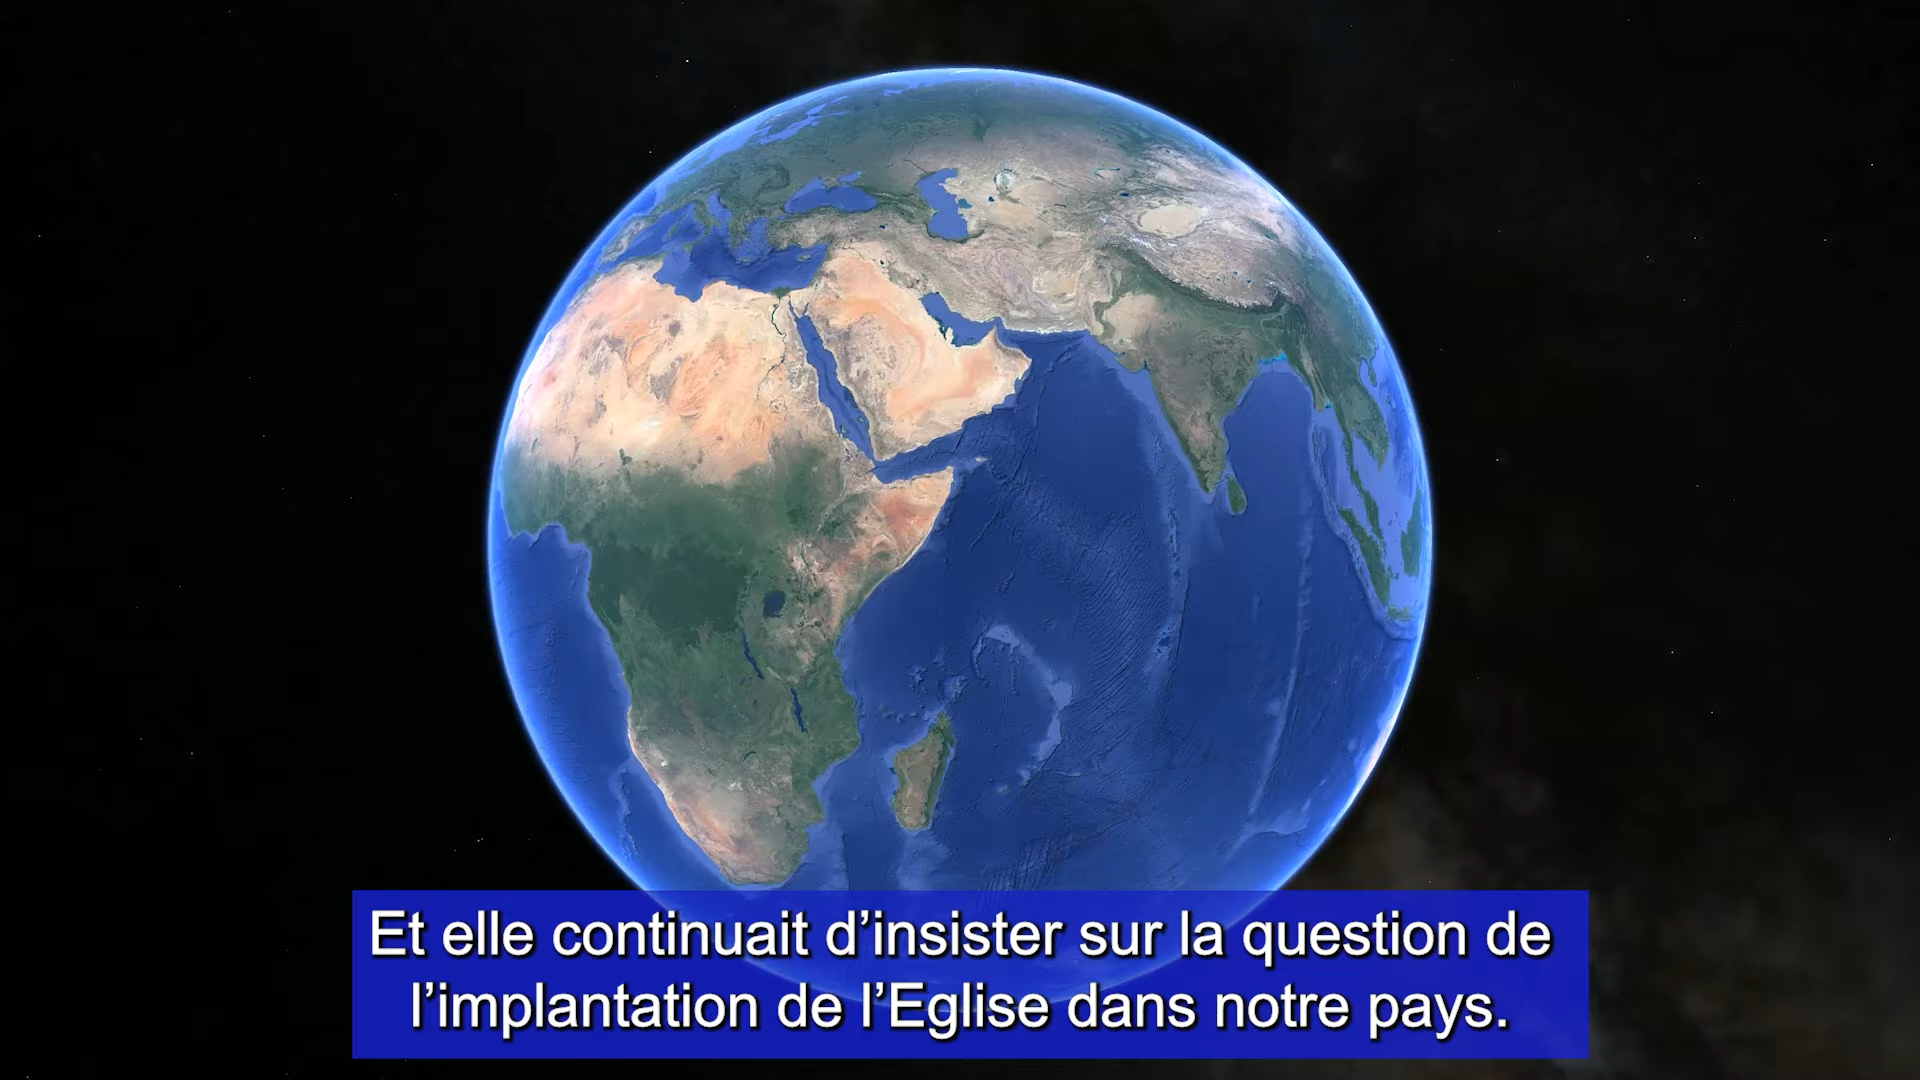 Et elle continuait d’insister sur la question de
l’implantation de l’Eglise dans notre pays.